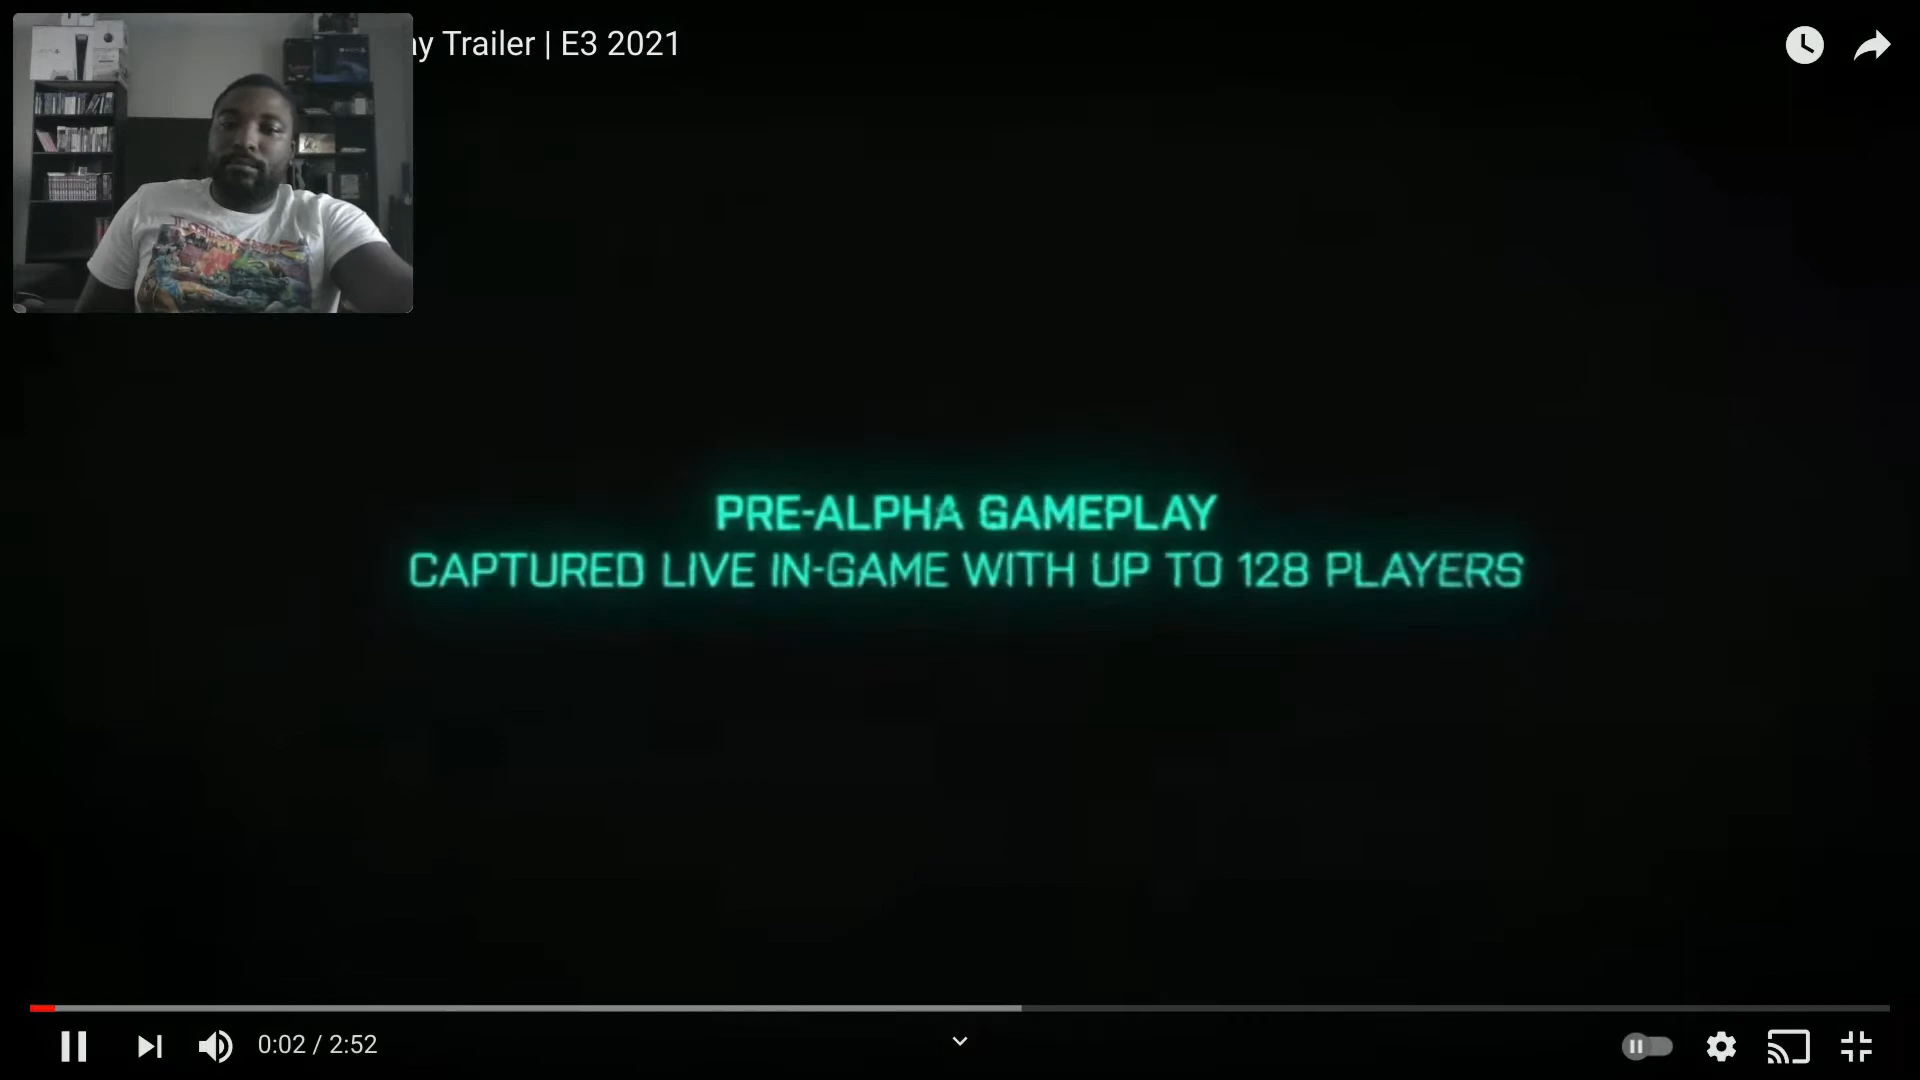 ay Trailer | E3 2021
PRE-ALPHA GAMEPLAY
CAPTURED LIVE IN-GAME WITH UP TO 128 PLAYERS
0:02 / 2:52